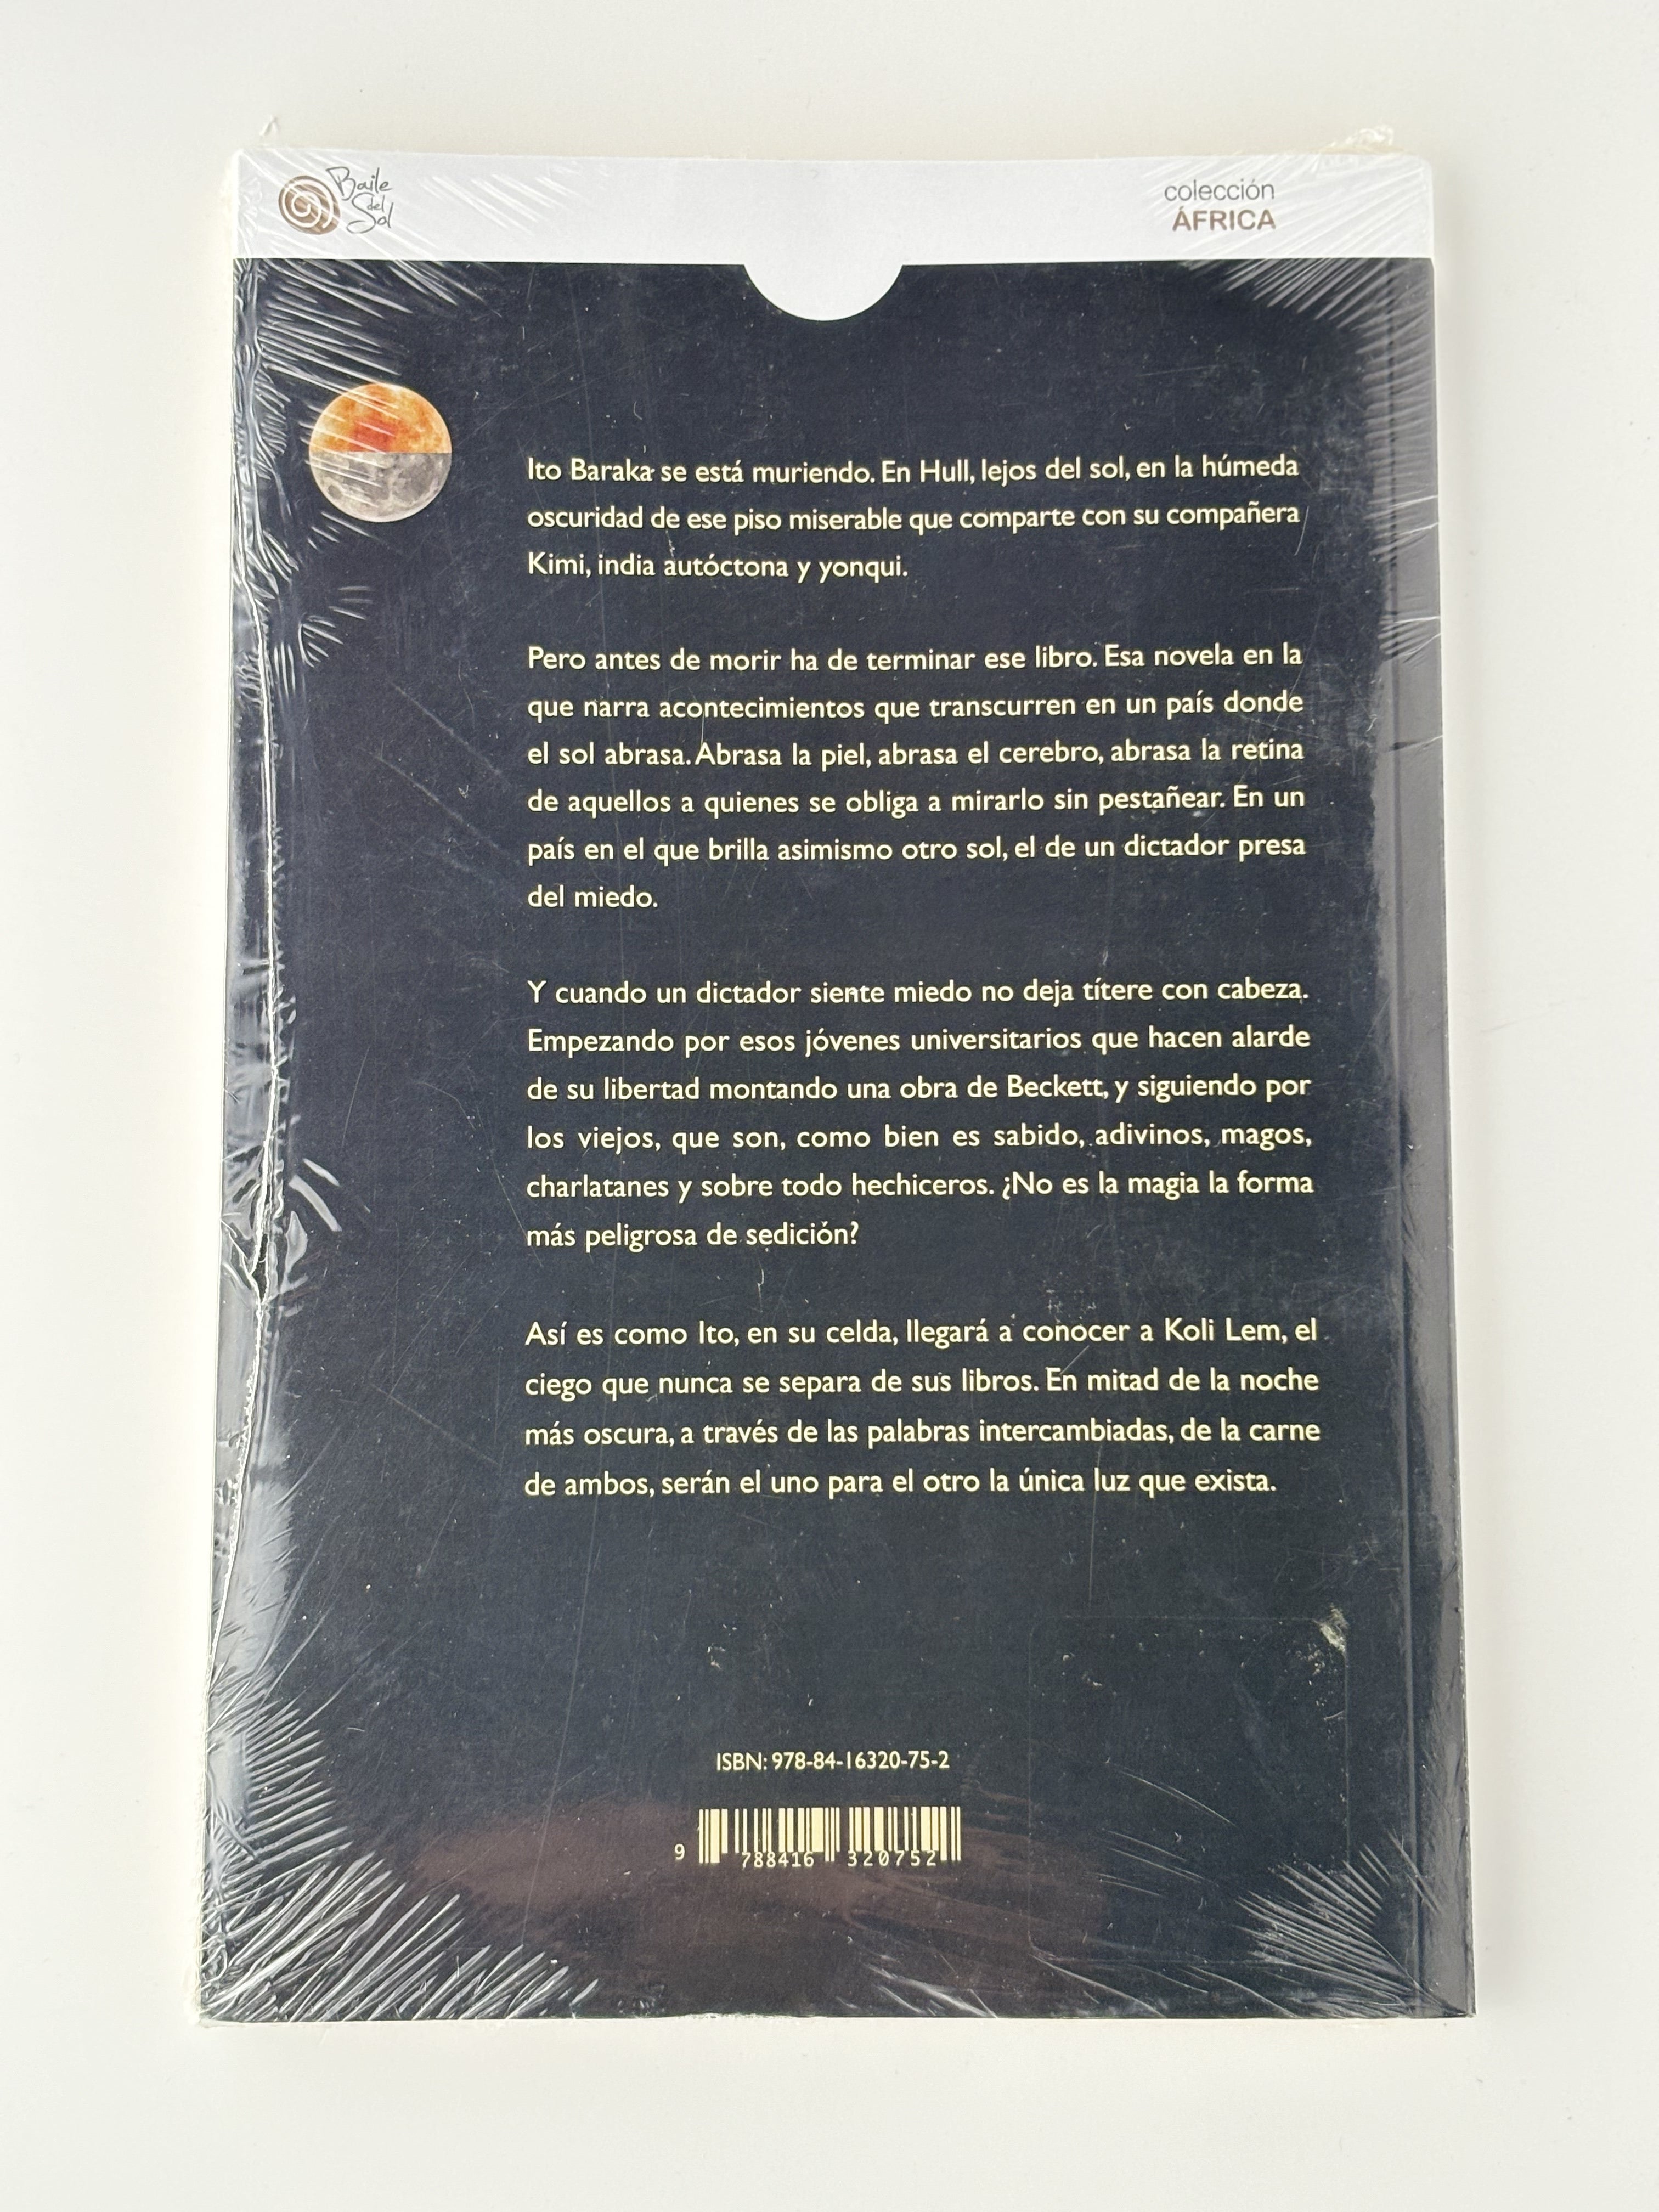 Baile
del
Sol
colección
ÁFRICA
Ito Baraka se está muriendo. En Hull, lejos del sol, en la húmeda
oscuridad de ese piso miserable que comparte con su compañera
Kimi, india autóctona y yonqui.
Pero antes de morir ha de terminar ese libro. Esa novela en la
que narra acontecimientos que transcurren en un país donde
el sol abrasa. Abrasa la piel, abrasa el cerebro, abrasa la retina
de aquellos a quienes se obliga a mirarlo sin pestañear. En un
país en el que brilla asimismo otro sol, el de un dictador presa
del miedo.
Y cuando un dictador siente miedo no deja títere con cabeza.
Empezando por esos jóvenes universitarios que hacen alarde
de su libertad montando una obra de Beckett, y siguiendo por
los viejos, que son, como bien es sabido, adivinos, magos,
charlatanes y sobre todo hechiceros. ¿No es la magia la forma
más peligrosa de sedición?
Así es como Ito, en su celda, llegará a conocer a Koli Lem, el
ciego que nunca se separa de sus libros. En mitad de la noche
más oscura, a través de las palabras intercambiadas, de la carne
de ambos, serán el uno para el otro la única luz que exista.
ISBN: 978-84-16320-75-2
9 788416 320752